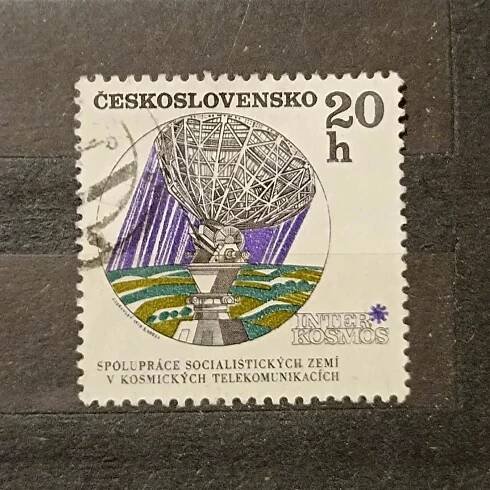 ČESKOSLOVENSKO 20
h
INTER
KOSMOS
SPOLUPRÁCE SOCIALISTICKÝCH ZEMÍ
V KOSMICKÝCH TELEKOMUNIKACÍCH